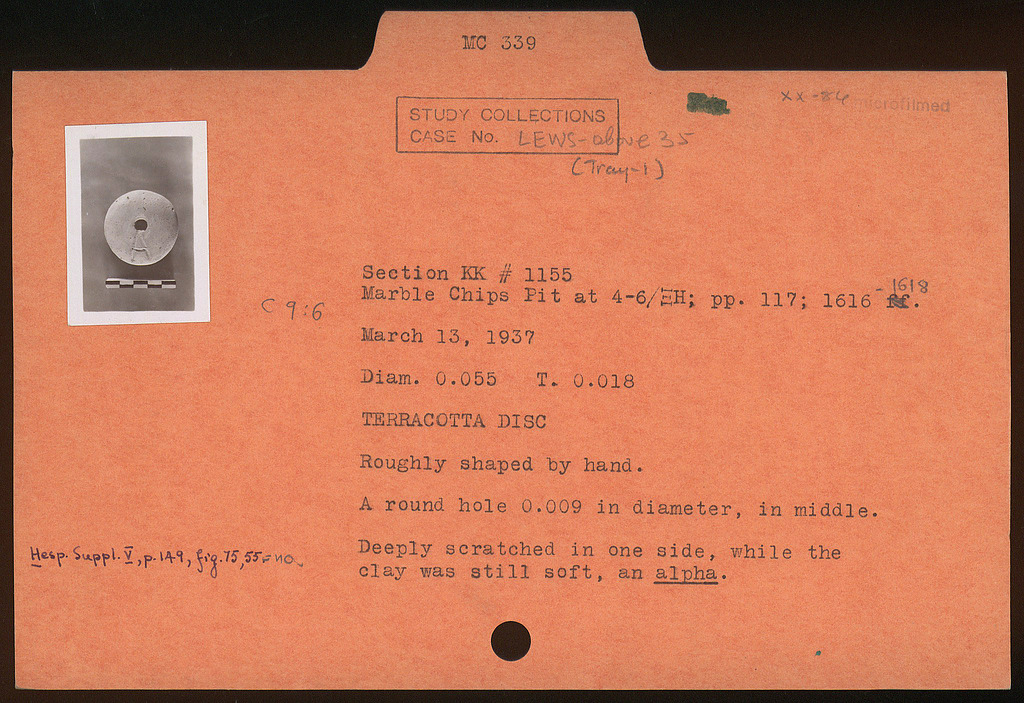 MC 339
STUDY COLLECTIONS
CASE No. LEWS-above 35
(Tray-1)
XX-84
microfilmed
Section KK # 1155
Marble Chips Pit at 4-6/ΞH; pp. 117; 1616 -1618 ff.
C 9:6
March 13, 1937
Diam. 0.055 T. 0.018
TERRACOTTA DISC
Roughly shaped by hand.
A round hole 0.009 in diameter, in middle.
Hesp. Suppl. V, p.149, fig.75, 55=no
Deeply scratched in one side, while the
clay was still soft, an alpha.